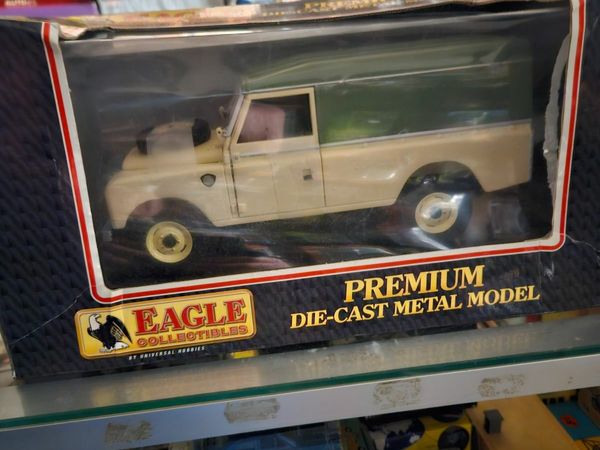 PREMIUM
DIE-CAST METAL MODEL
EAGLE
COLLECTIBLES
BY UNIVERSAL HOBBIES